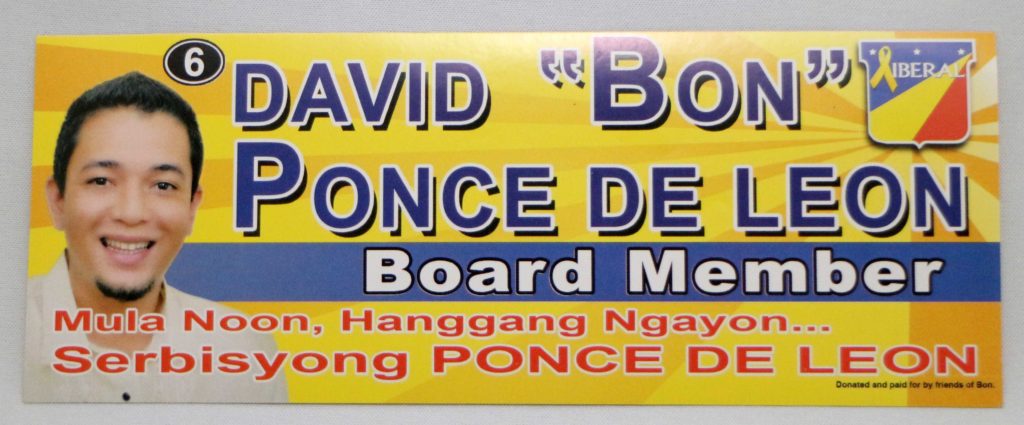 6
DAVID "BON"
LIBERAL
PONCE DE LEON
Board Member
Mula Noon, Hanggang Ngayon...
Serbisyong PONCE DE LEON
Donated and paid for by friends of Bon.